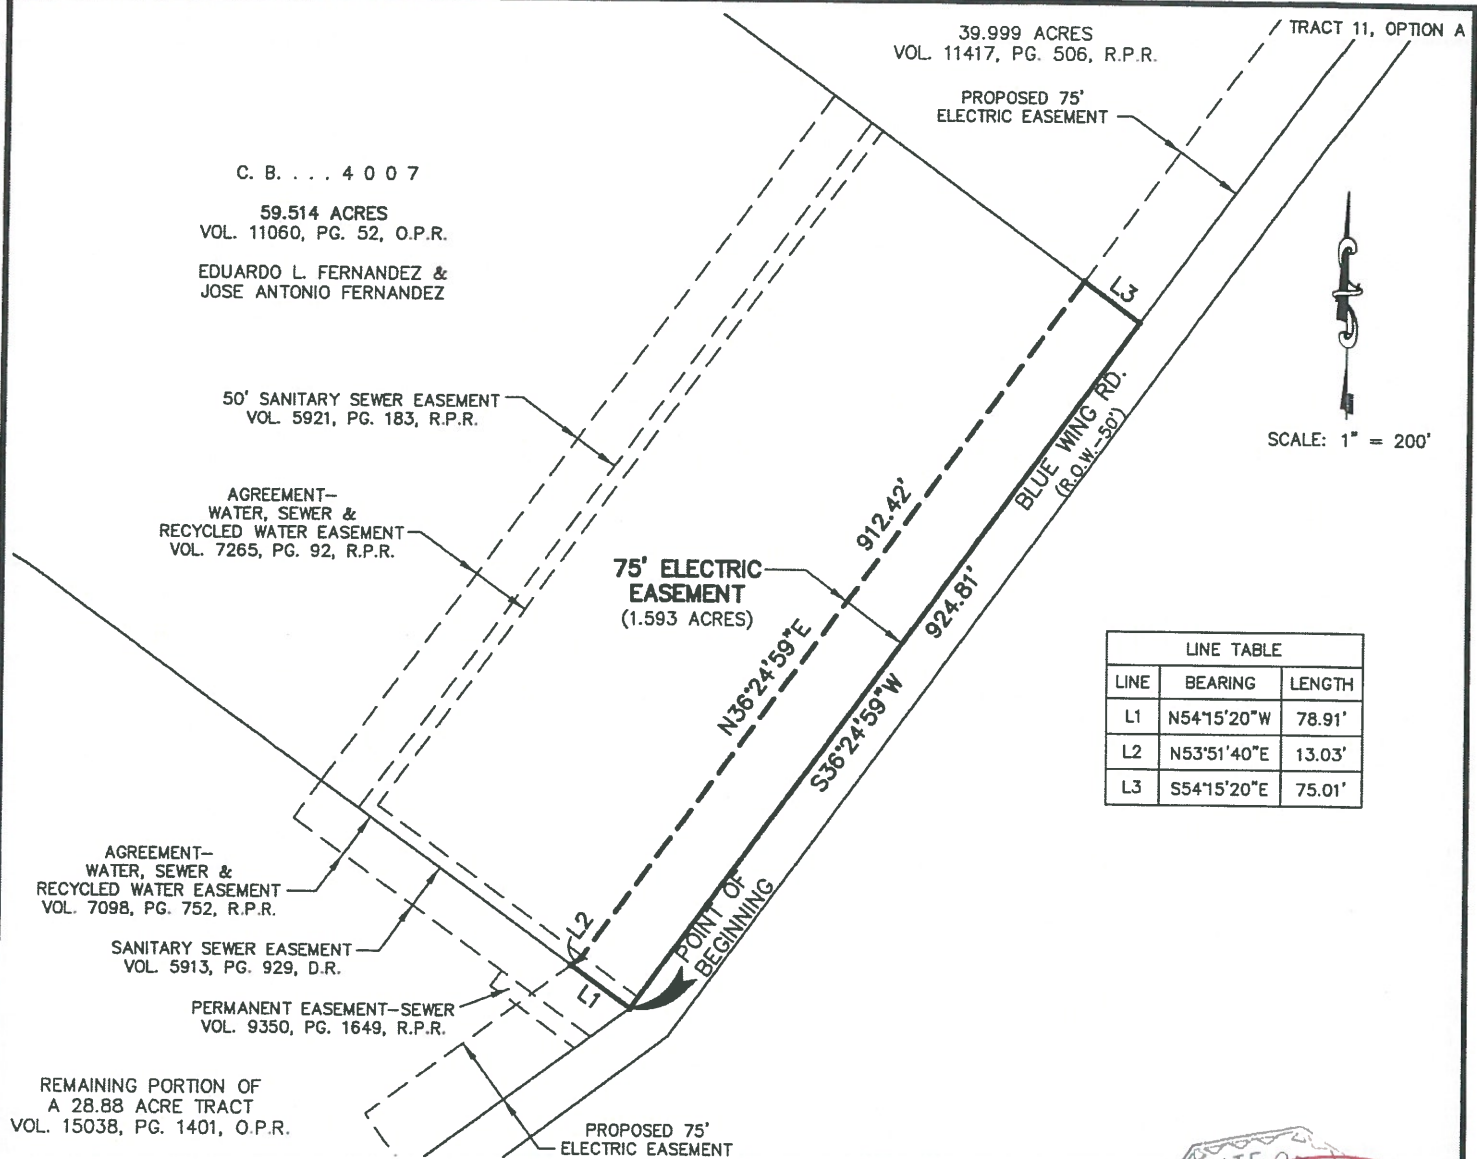 39.999 ACRES
VOL. 11417, PG. 506, R.P.R.
TRACT 11, OPTION A
PROPOSED 75'
ELECTRIC EASEMENT
C. B. . . . 4 0 0 7
59.514 ACRES
VOL. 11060, PG. 52, O.P.R.
EDUARDO L. FERNANDEZ &
JOSE ANTONIO FERNANDEZ
L3
50' SANITARY SEWER EASEMENT
VOL. 5921, PG. 183, R.P.R.
BLUE WING RD.
(R.O.W.-50')
SCALE: 1" = 200'
AGREEMENT-
WATER, SEWER &
RECYCLED WATER EASEMENT
VOL. 7265, PG. 92, R.P.R.
912.42'
75' ELECTRIC
EASEMENT
(1.593 ACRES)
924.81'
N36°24'59"E
S36°24'59"W
LINE TABLE
LINE BEARING LENGTH
L1 N54°15'20"W 78.91'
L2 N53°51'40"E 13.03'
L3 S54°15'20"E 75.01'
AGREEMENT-
WATER, SEWER &
RECYCLED WATER EASEMENT
VOL. 7098, PG. 752, R.P.R.
L2
POINT OF
BEGINNING
SANITARY SEWER EASEMENT
VOL. 5913, PG. 929, D.R.
L1
PERMANENT EASEMENT-SEWER
VOL. 9350, PG. 1649, R.P.R.
REMAINING PORTION OF
A 28.88 ACRE TRACT
VOL. 15038, PG. 1401, O.P.R.
PROPOSED 75'
ELECTRIC EASEMENT